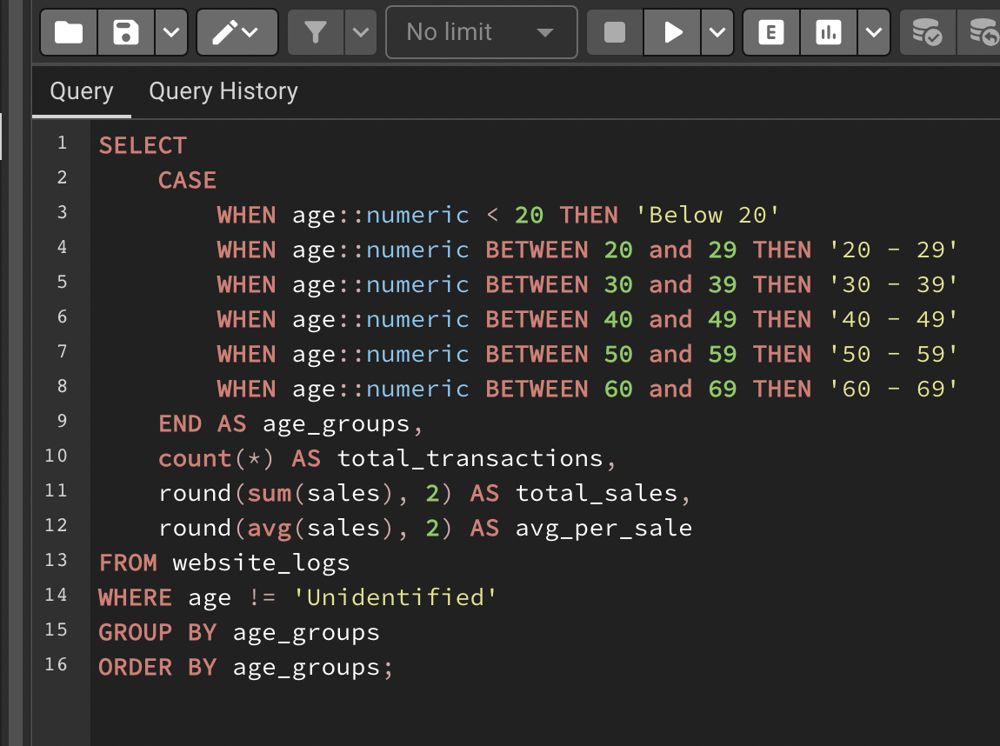 No limit
E
Query Query History
1 SELECT
2 CASE
3 WHEN age::numeric < 20 THEN 'Below 20'
4 WHEN age::numeric BETWEEN 20 and 29 THEN '20 - 29'
5 WHEN age::numeric BETWEEN 30 and 39 THEN '30 - 39'
6 WHEN age::numeric BETWEEN 40 and 49 THEN '40 - 49'
7 WHEN age::numeric BETWEEN 50 and 59 THEN '50 - 59'
8 WHEN age::numeric BETWEEN 60 and 69 THEN '60 - 69'
9 END AS age_groups,
10 count(*) AS total_transactions,
11 round(sum(sales), 2) AS total_sales,
12 round(avg(sales), 2) AS avg_per_sale
13 FROM website_logs
14 WHERE age != 'Unidentified'
15 GROUP BY age_groups
16 ORDER BY age_groups;